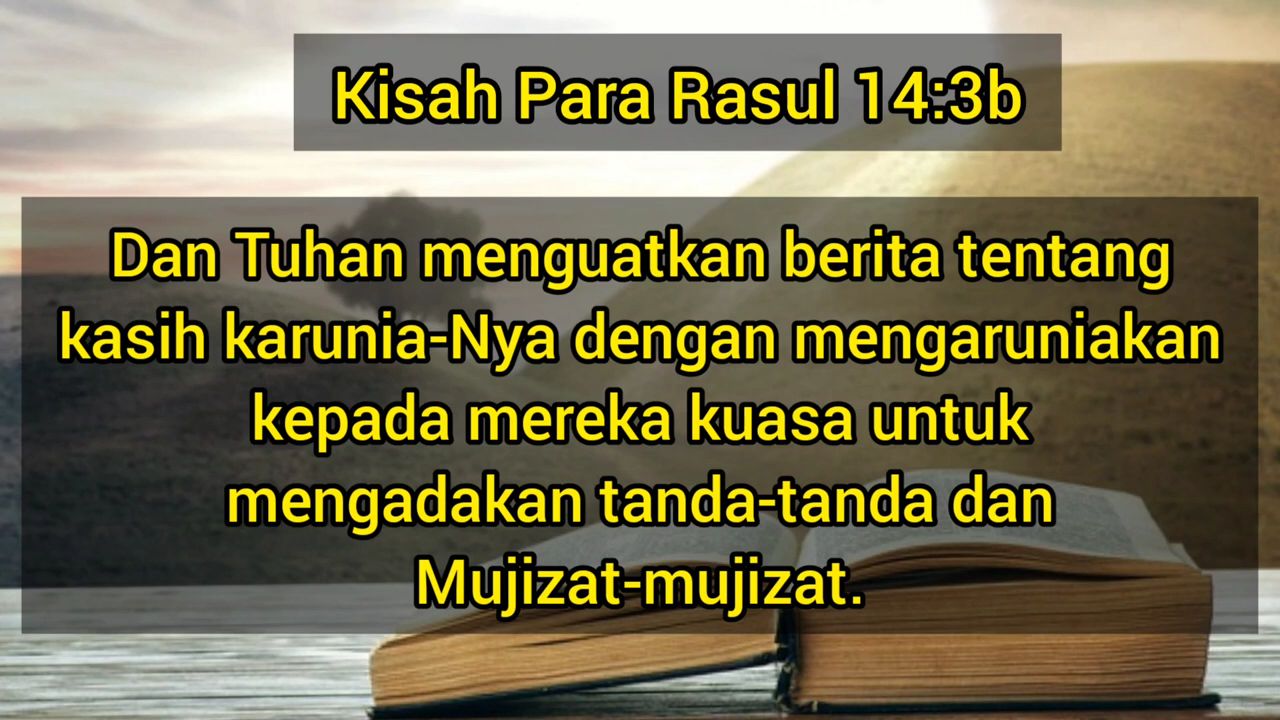 Kisah Para Rasul 14:3b
Dan Tuhan menguatkan berita tentang
kasih karunia-Nya dengan mengaruniakan
kepada mereka kuasa untuk
mengadakan tanda-tanda dan
Mujizat-mujizat.